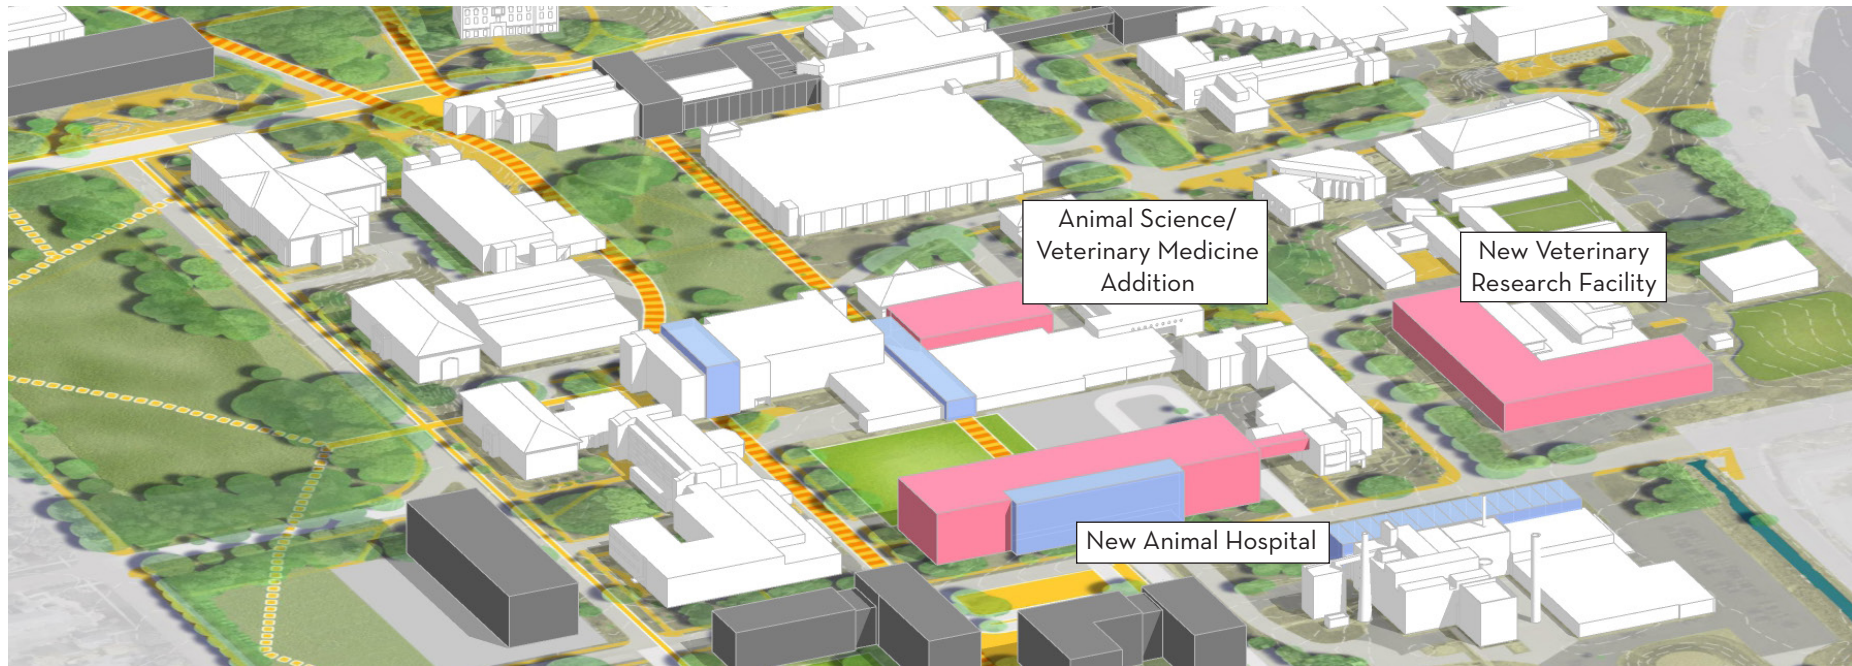 Animal Science/
Veterinary Medicine
Addition
New Veterinary
Research Facility
New Animal Hospital